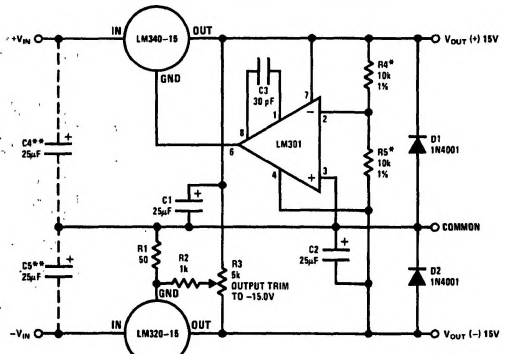 +VIN
IN
LM340-15
OUT
VOUT (+) 15V
GND
C3
30 pF
R4*
10k
1%
8
1
7
−
2
LM301
6
4
+
3
R5*
10k
1%
D1
1N4001
C4**
25μF
+
C1
25μF
+
COMMON
C5**
25μF
+
R1
50
R2
1k
R3
5k
OUTPUT TRIM
TO -15.0V
C2
25μF
+
D2
1N4001
GND
−VIN
IN
LM320-15
OUT
VOUT (−) 15V